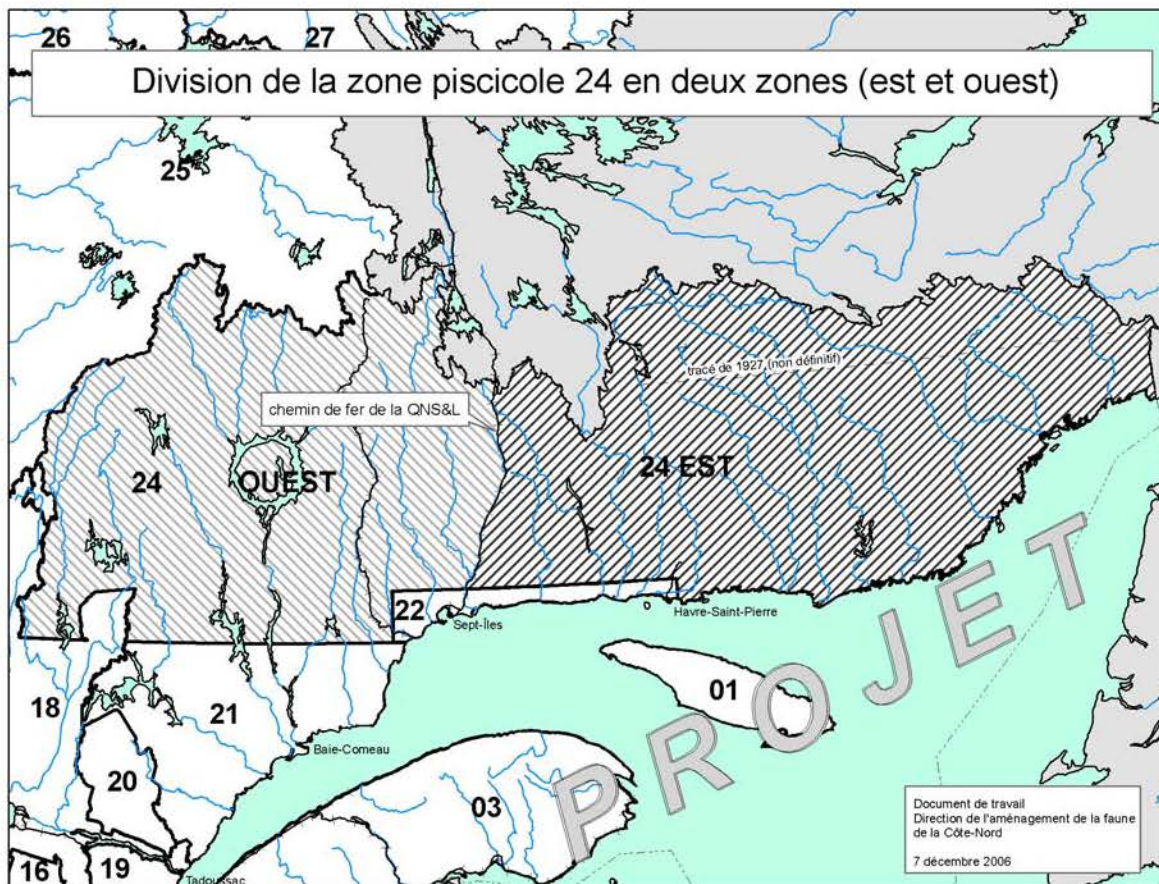 26
27
Division de la zone piscicole 24 en deux zones (est et ouest)
25
tracé de 1927 (non définitif)
chemin de fer de la QNS&L
24
OUEST
24 EST
22
Sept-Îles
Havre-Saint-Pierre
18
21
01
Baie-Comeau
20
03
PROJET
Document de travail
Direction de l'aménagement de la faune
de la Côte-Nord
7 décembre 2006
16
19
Tadoussac